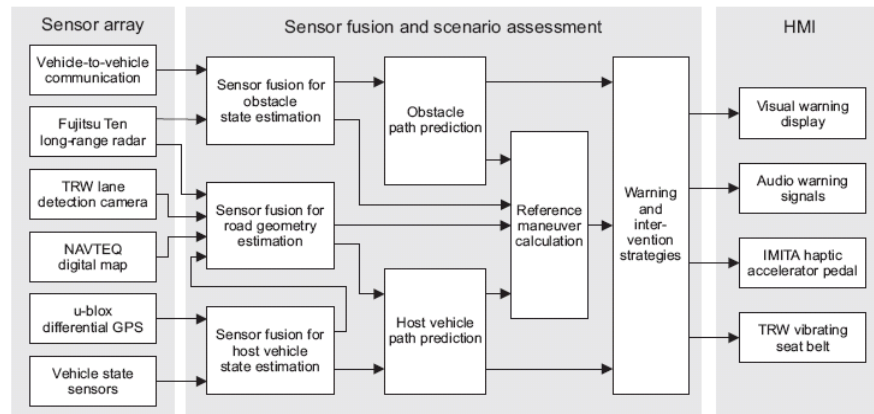 Sensor array
Sensor fusion and scenario assessment
HMI
Vehicle-to-vehicle
communication
Fujitsu Ten
long-range radar
TRW lane
detection camera
NAVTEQ
digital map
u-blox
differential GPS
Vehicle state
sensors
Sensor fusion for
obstacle
state estimation
Sensor fusion for
road geometry
estimation
Sensor fusion for
host vehicle
state estimation
Obstacle
path prediction
Host vehicle
path prediction
Reference
maneuver
calculation
Warning
and
inter-
vention
strategies
Visual warning
display
Audio warning
signals
IMITA haptic
accelerator pedal
TRW vibrating
seat belt